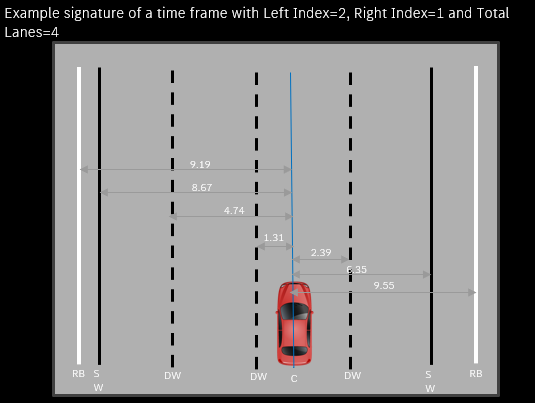 Example signature of a time frame with Left Index=2, Right Index=1 and Total
Lanes=4
9.19
8.67
4.74
1.31
2.39
6.35
9.55
RB S W DW DW C DW S W RB